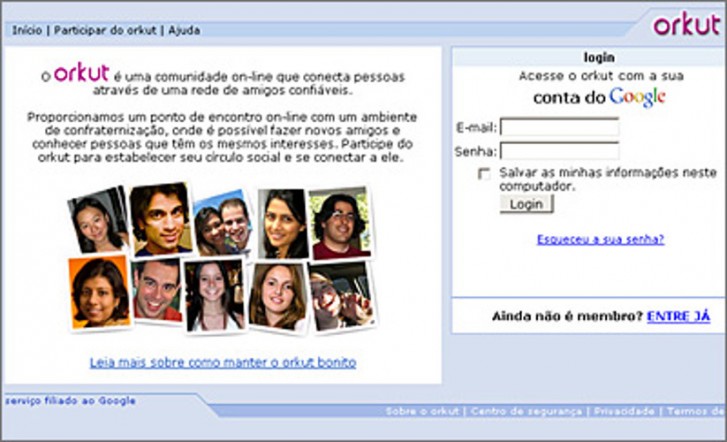 Início | Participar do orkut | Ajuda
orkut
O orkut é uma comunidade on-line que conecta pessoas
através de uma rede de amigos confiáveis.
Proporcionamos um ponto de encontro on-line com um ambiente
de confraternização, onde é possível fazer novos amigos e
conhecer pessoas que têm os mesmos interesses. Participe do
orkut para estabelecer seu círculo social e se conectar a ele.
Leia mais sobre como manter o orkut bonito
login
Acesse o orkut com a sua
conta do Google
E-mail:
Senha:
Salvar as minhas informações neste
computador.
Login
Esqueceu a sua senha?
Ainda não é membro? ENTRE JÁ
serviço filiado ao Google
Sobre o orkut | Centro de segurança | Privacidade | Termos de